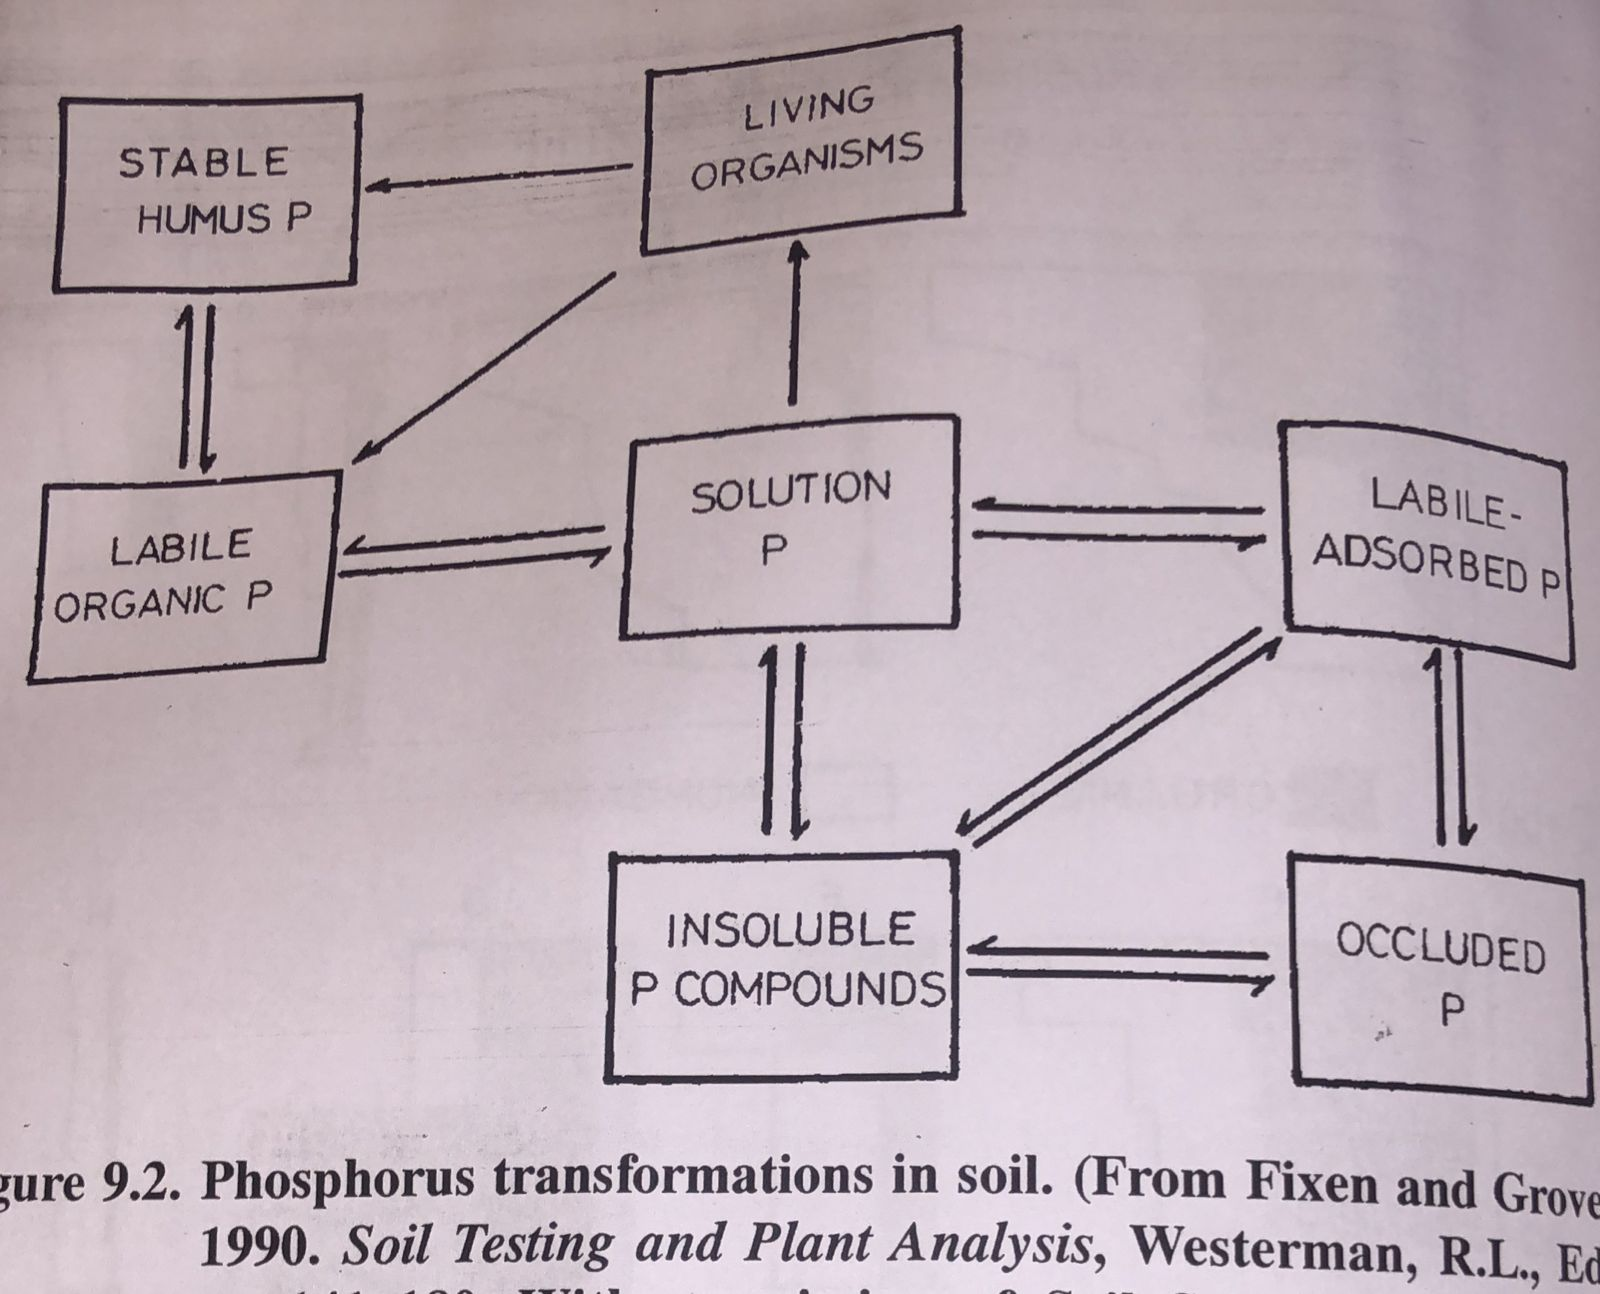 STABLE
HUMUS P
LIVING
ORGANISMS
LABILE
ORGANIC P
SOLUTION
P
LABILE-
ADSORBED P
INSOLUBLE
P COMPOUNDS
OCCLUDED
P
gure 9.2. Phosphorus transformations in soil. (From Fixen and Grove
1990. Soil Testing and Plant Analysis, Westerman, R.L., Ed